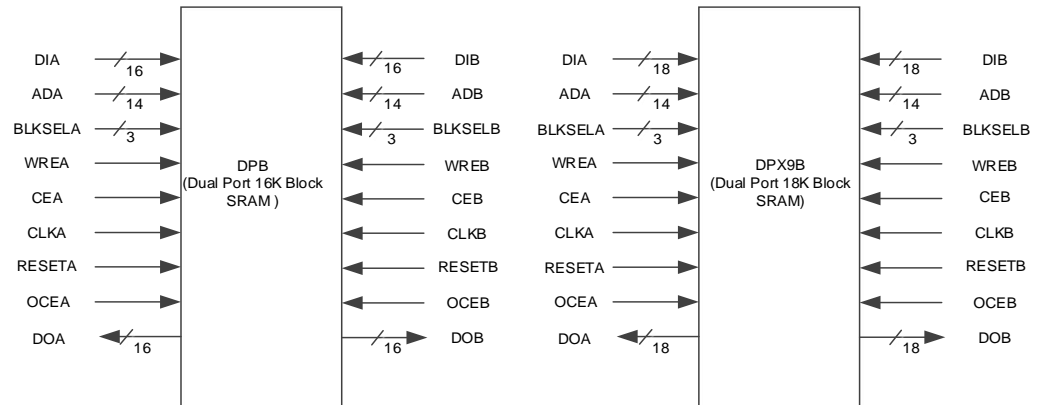 DIA
16
ADA
14
BLKSELA
3
WREA
CEA
CLKA
RESETA
OCEA
DOA
16
DPB
(Dual Port 16K Block
SRAM )
DIB
16
ADB
14
BLKSELB
3
WREB
CEB
CLKB
RESETB
OCEB
DOB
16
DIA
18
ADA
14
BLKSELA
3
WREA
CEA
CLKA
RESETA
OCEA
DOA
18
DPX9B
(Dual Port 18K Block
SRAM)
DIB
18
ADB
14
BLKSELB
3
WREB
CEB
CLKB
RESETB
OCEB
DOB
18